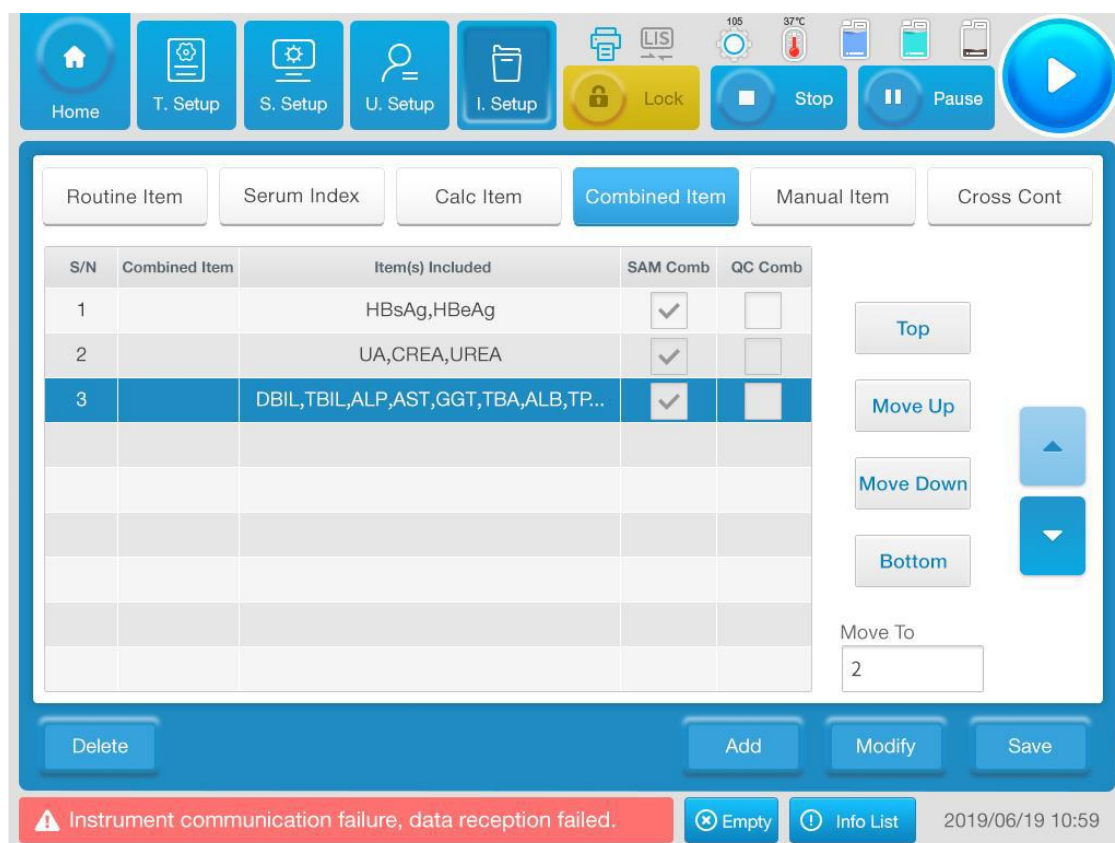 105 37℃
LIS
Home T. Setup S. Setup U. Setup I. Setup Lock Stop Pause
Routine Item Serum Index Calc Item Combined Item Manual Item Cross Cont
S/N Combined Item Item(s) Included SAM Comb QC Comb
1 HBsAg,HBeAg
Top
2 UA,CREA,UREA
3 DBIL,TBIL,ALP,AST,GGT,TBA,ALB,TP...
Move Up
Move Down
Bottom
Move To
2
Delete Add Modify Save
Instrument communication failure, data reception failed. Empty Info List 2019/06/19 10:59